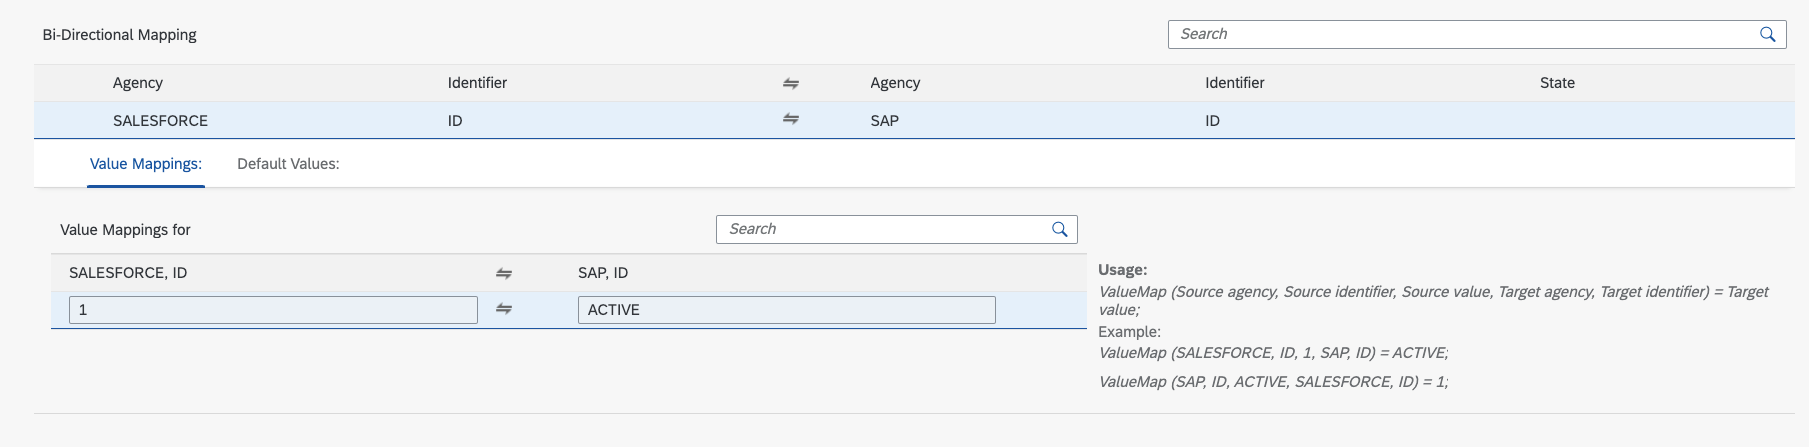 Bi-Directional Mapping
Search
Agency Identifier ⇌ Agency Identifier State
SALESFORCE ID ⇌ SAP ID
Value Mappings: Default Values:
Value Mappings for
Search
SALESFORCE, ID ⇌ SAP, ID
1 ⇌ ACTIVE
Usage:
ValueMap (Source agency, Source identifier, Source value, Target agency, Target identifier) = Target
value;
Example:
ValueMap (SALESFORCE, ID, 1, SAP, ID) = ACTIVE;
ValueMap (SAP, ID, ACTIVE, SALESFORCE, ID) = 1;